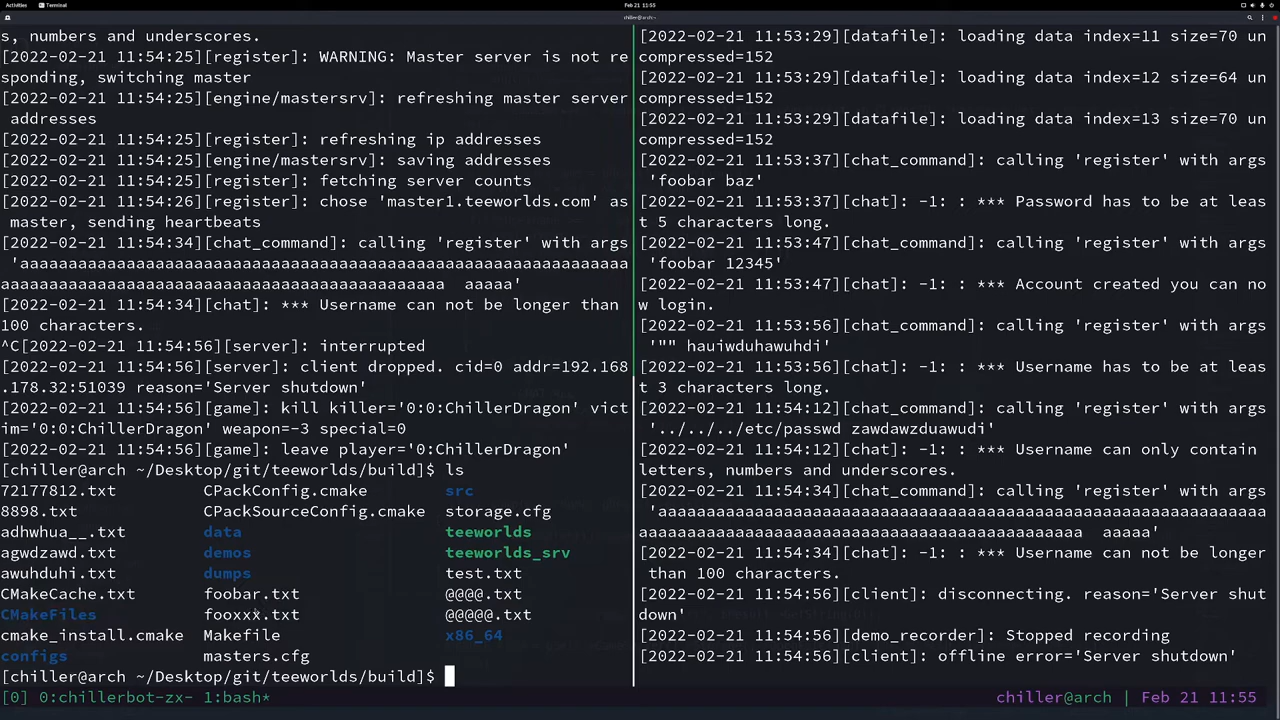 Activities Terminal Feb 21 11:55
chiller@arch:~
s, numbers and underscores.
[2022-02-21 11:54:25][register]: WARNING: Master server is not re
sponding, switching master
[2022-02-21 11:54:25][engine/mastersrv]: refreshing master server
 addresses
[2022-02-21 11:54:25][register]: refreshing ip addresses
[2022-02-21 11:54:25][engine/mastersrv]: saving addresses
[2022-02-21 11:54:25][register]: fetching server counts
[2022-02-21 11:54:26][register]: chose 'master1.teeworlds.com' as
 master, sending heartbeats
[2022-02-21 11:54:34][chat_command]: calling 'register' with args
 'aaaaaaaaaaaaaaaaaaaaaaaaaaaaaaaaaaaaaaaaaaaaaaaaaaaaaaaaaaaaaaa
aaaaaaaaaaaaaaaaaaaaaaaaaaaaaaaaaaaaaaaaaaaaaa  aaaaa'
[2022-02-21 11:54:34][chat]: *** Username can not be longer than
100 characters.
^C[2022-02-21 11:54:56][server]: interrupted
[2022-02-21 11:54:56][server]: client dropped. cid=0 addr=192.168
.178.32:51039 reason='Server shutdown'
[2022-02-21 11:54:56][game]: kill killer='0:0:ChillerDragon' vict
im='0:0:ChillerDragon' weapon=-3 special=0
[2022-02-21 11:54:56][game]: leave player='0:ChillerDragon'
[chiller@arch ~/Desktop/git/teeworlds/build]$ ls
72177812.txt CPackConfig.cmake src
8898.txt CPackSourceConfig.cmake storage.cfg
adhwhua__.txt data teeworlds
agwdzawd.txt demos teeworlds_srv
awuhduhi.txt dumps test.txt
CMakeCache.txt foobar.txt @@@@.txt
CMakeFiles fooxxx.txt @@@@@.txt
cmake_install.cmake Makefile x86_64
configs masters.cfg
[chiller@arch ~/Desktop/git/teeworlds/build]$
[2022-02-21 11:53:29][datafile]: loading data index=11 size=70 un
compressed=152
[2022-02-21 11:53:29][datafile]: loading data index=12 size=64 un
compressed=152
[2022-02-21 11:53:29][datafile]: loading data index=13 size=70 un
compressed=152
[2022-02-21 11:53:37][chat_command]: calling 'register' with args
 'foobar baz'
[2022-02-21 11:53:37][chat]: -1: : *** Password has to be at leas
t 5 characters long.
[2022-02-21 11:53:47][chat_command]: calling 'register' with args
 'foobar 12345'
[2022-02-21 11:53:47][chat]: -1: : *** Account created you can no
w login.
[2022-02-21 11:53:56][chat_command]: calling 'register' with args
 '"" hauiwduhawuhdi'
[2022-02-21 11:53:56][chat]: -1: : *** Username has to be at leas
t 3 characters long.
[2022-02-21 11:54:12][chat_command]: calling 'register' with args
 '../../../etc/passwd zawdawzduawudi'
[2022-02-21 11:54:12][chat]: -1: : *** Username can only contain
letters, numbers and underscores.
[2022-02-21 11:54:34][chat_command]: calling 'register' with args
 'aaaaaaaaaaaaaaaaaaaaaaaaaaaaaaaaaaaaaaaaaaaaaaaaaaaaaaaaaaaaaaa
aaaaaaaaaaaaaaaaaaaaaaaaaaaaaaaaaaaaaaaaaaaaaa  aaaaa'
[2022-02-21 11:54:34][chat]: -1: : *** Username can not be longer
 than 100 characters.
[2022-02-21 11:54:56][client]: disconnecting. reason='Server shut
down'
[2022-02-21 11:54:56][demo_recorder]: Stopped recording
[2022-02-21 11:54:56][client]: offline error='Server shutdown'
[0] 0:chillerbot-zx- 1:bash* chiller@arch | Feb 21 11:55